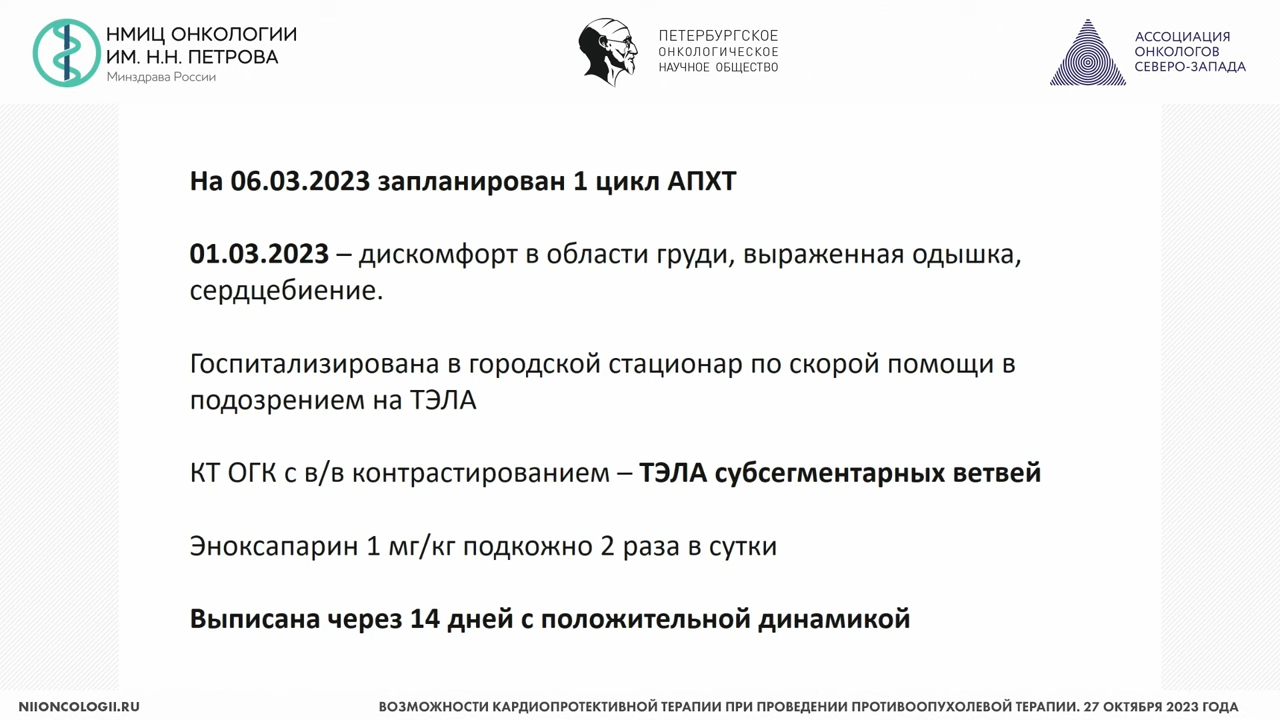 НМИЦ ОНКОЛОГИИ
ИМ. Н.Н. ПЕТРОВА
Минздрава России
ПЕТЕРБУРГСКОЕ
ОНКОЛОГИЧЕСКОЕ
НАУЧНОЕ ОБЩЕСТВО
АССОЦИАЦИЯ
ОНКОЛОГОВ
СЕВЕРО-ЗАПАДА
На 06.03.2023 запланирован 1 цикл АПХТ
01.03.2023 – дискомфорт в области груди, выраженная одышка,
сердцебиение.
Госпитализирована в городской стационар по скорой помощи в
подозрением на ТЭЛА
КТ ОГК с в/в контрастированием – ТЭЛА субсегментарных ветвей
Эноксапарин 1 мг/кг подкожно 2 раза в сутки
Выписана через 14 дней с положительной динамикой
NIIONCOLOGII.RU
ВОЗМОЖНОСТИ КАРДИОПРОТЕКТИВНОЙ ТЕРАПИИ ПРИ ПРОВЕДЕНИИ ПРОТИВООПУХОЛЕВОЙ ТЕРАПИИ. 27 ОКТЯБРЯ 2023 ГОДА